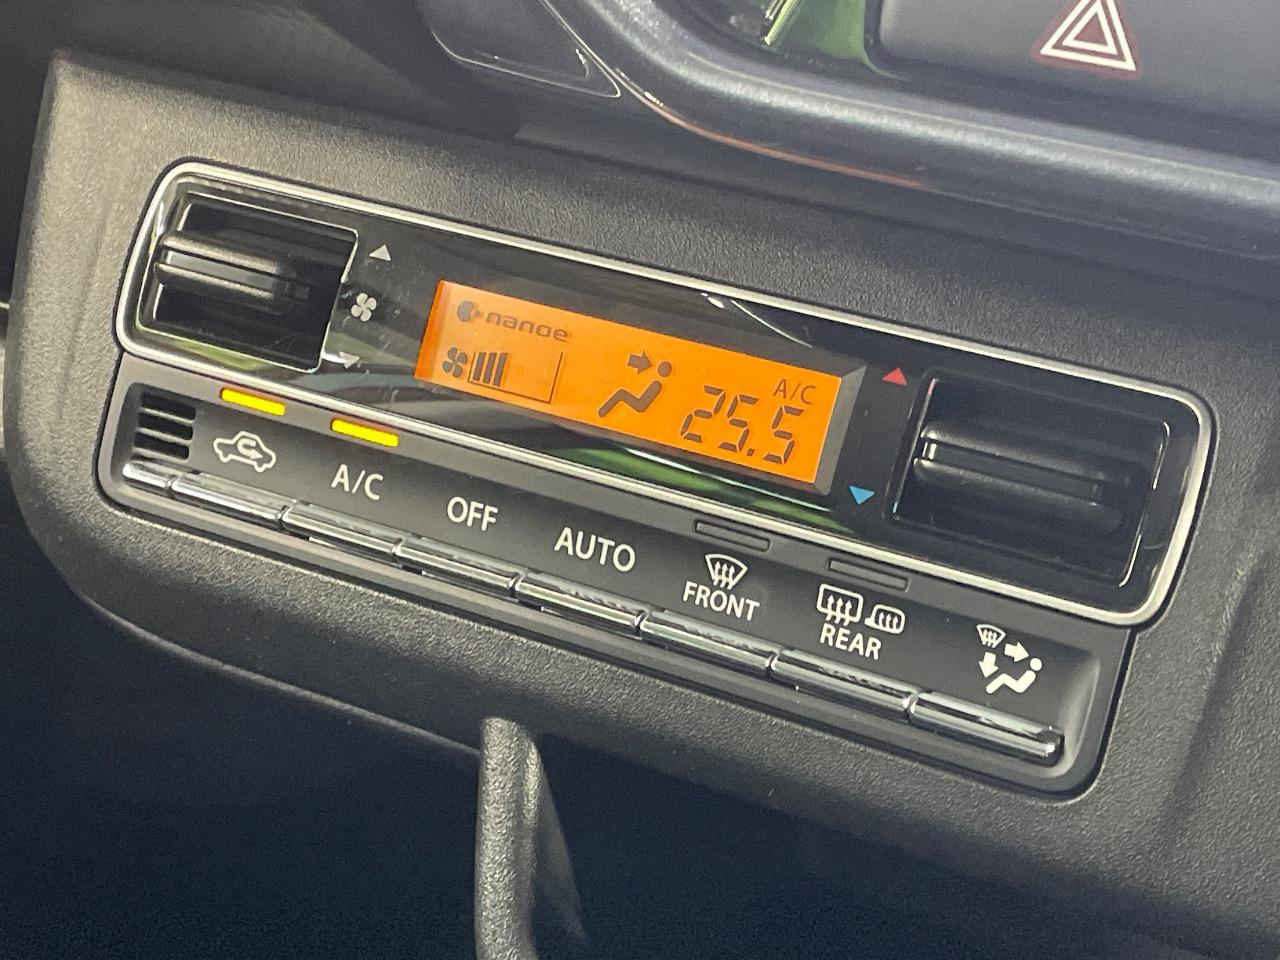 nanoe
A/C
25.5
A/C
OFF
AUTO
FRONT
REAR